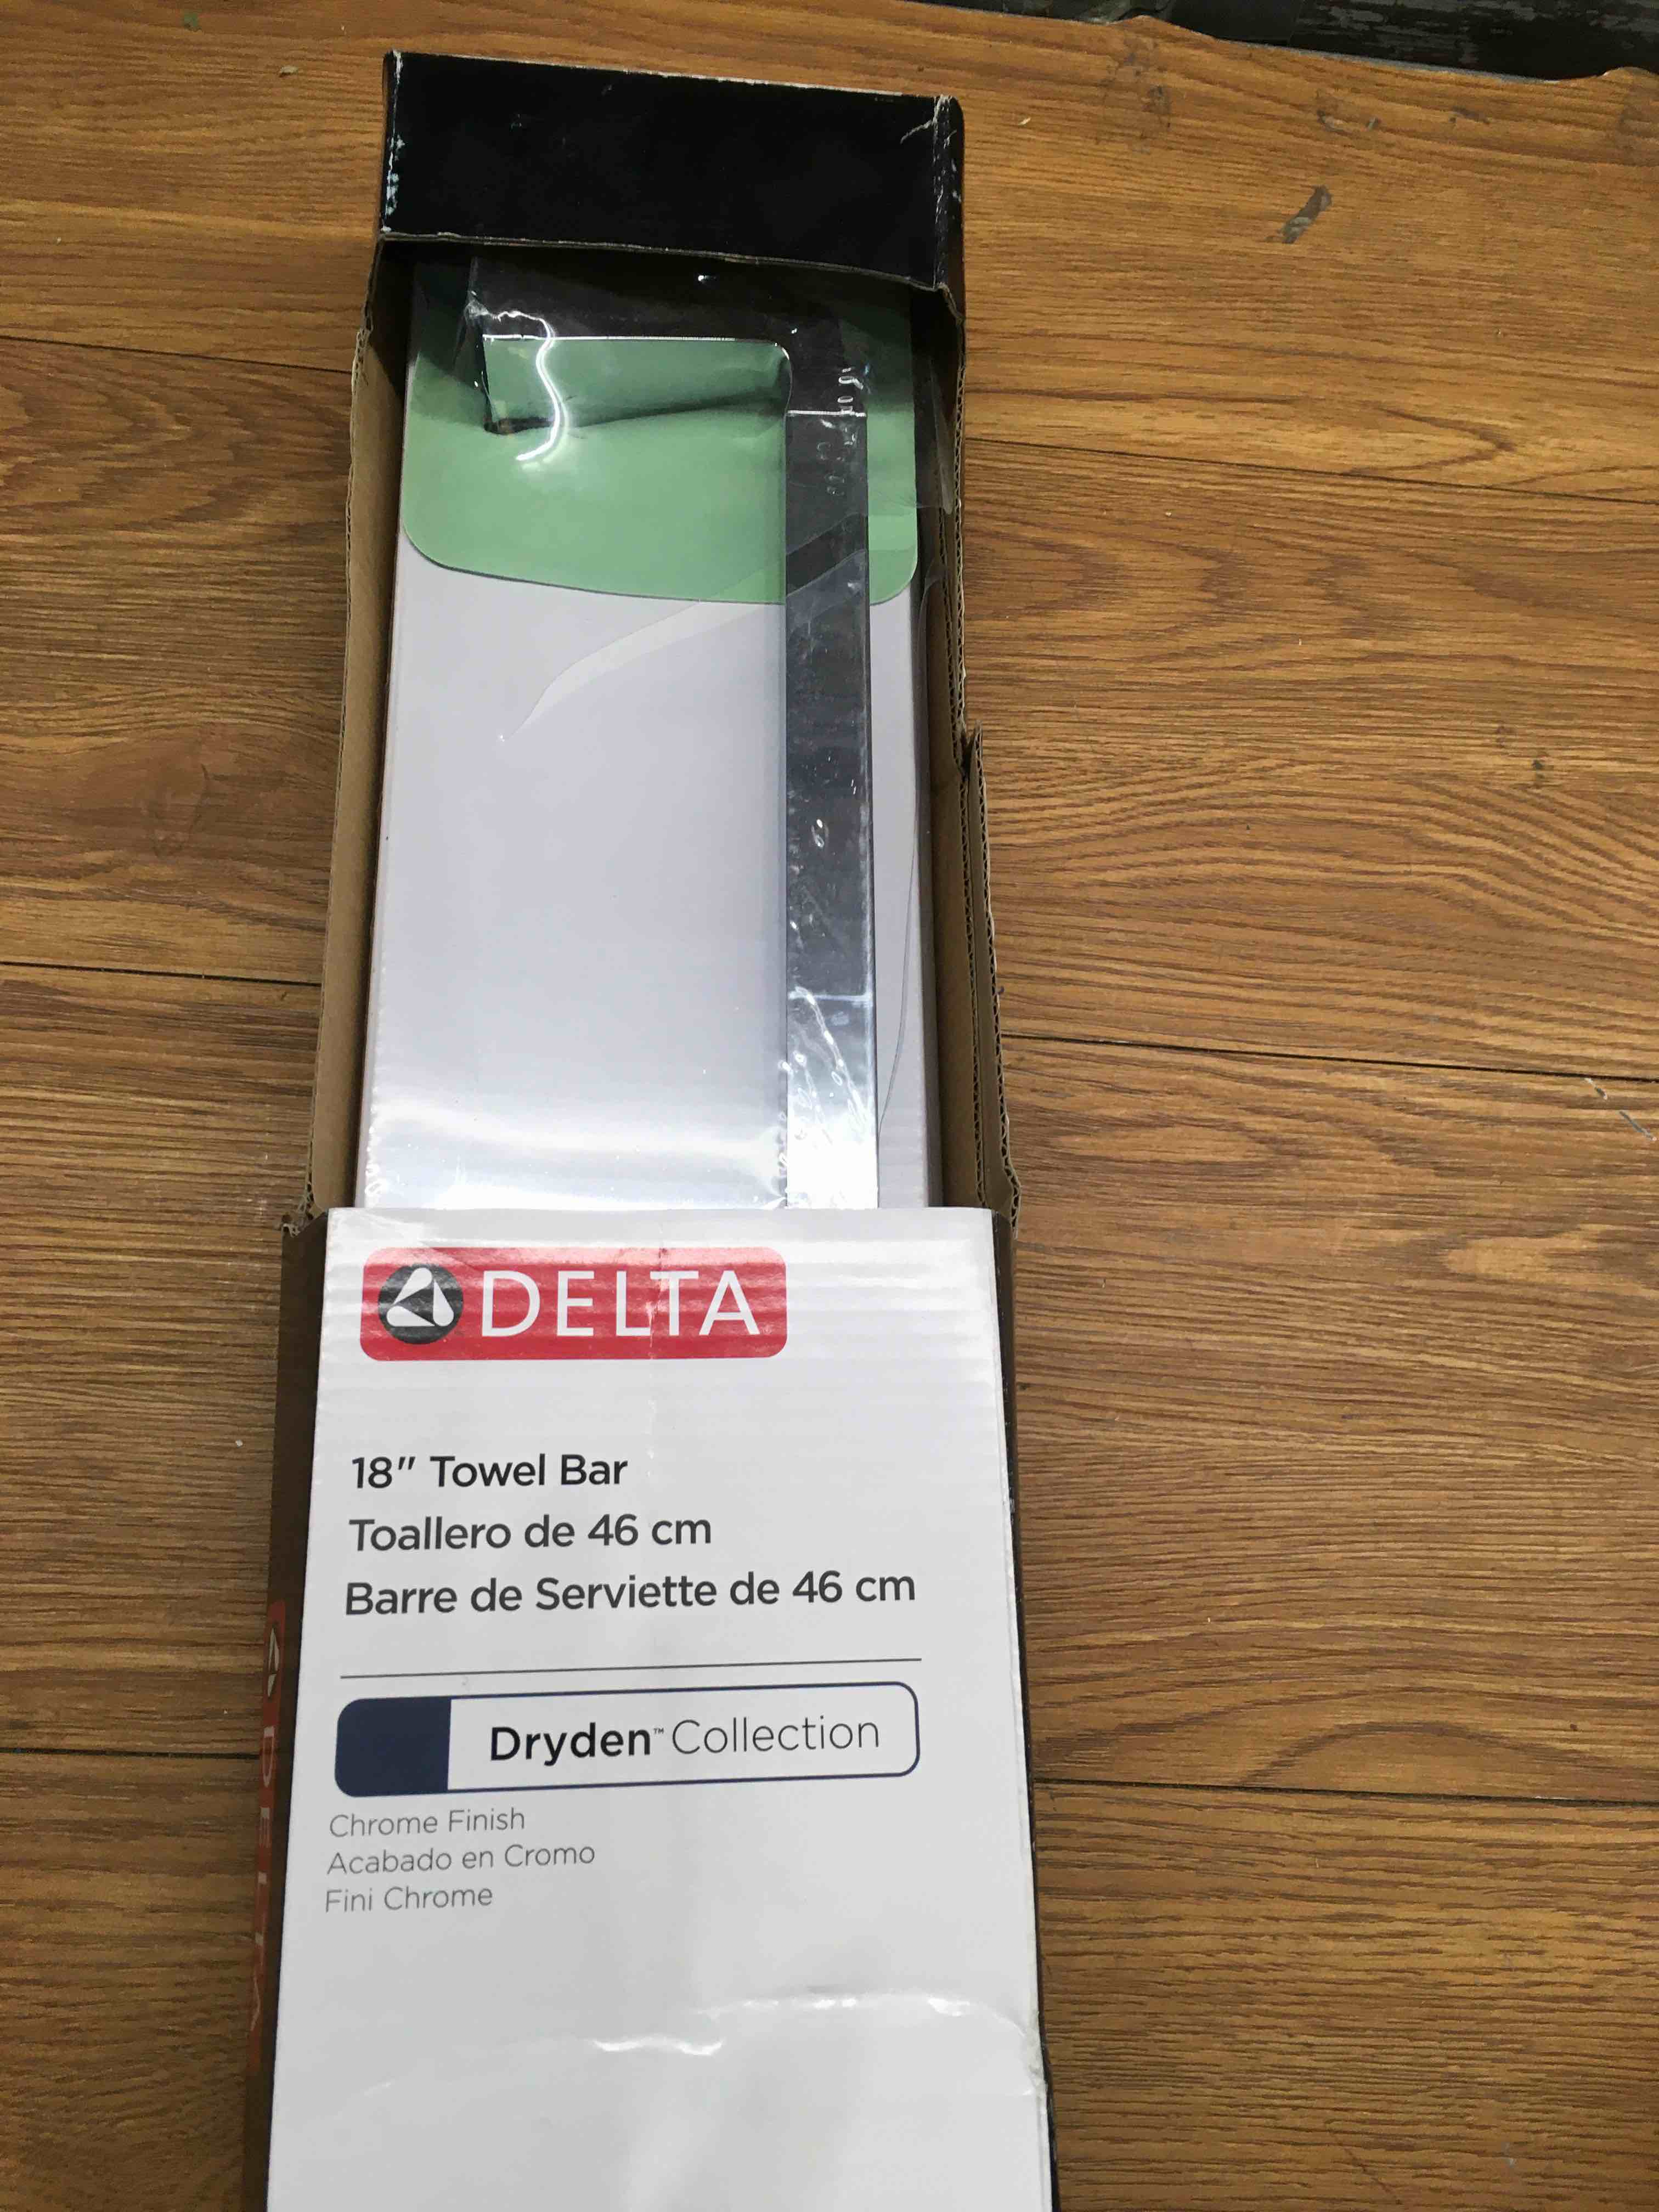 DELTA
18" Towel Bar
Toallero de 46 cm
Barre de Serviette de 46 cm
Dryden™ Collection
Chrome Finish
Acabado en Cromo
Fini Chrome
DELTA